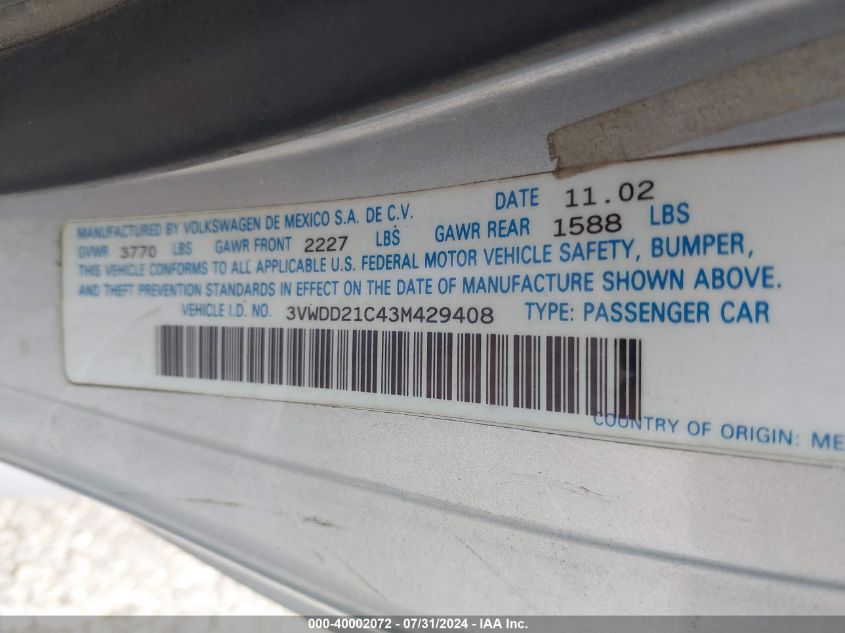 MANUFACTURED BY VOLKSWAGEN DE MEXICO S.A. DE C.V. DATE 11.02
GVWR 3770 LBS GAWR FRONT 2227 LBS GAWR REAR 1588 LBS
THIS VEHICLE CONFORMS TO ALL APPLICABLE U.S. FEDERAL MOTOR VEHICLE SAFETY, BUMPER,
AND THEFT PREVENTION STANDARDS IN EFFECT ON THE DATE OF MANUFACTURE SHOWN ABOVE.
VEHICLE I.D. NO. 3VWDD21C43M429408 TYPE: PASSENGER CAR
COUNTRY OF ORIGIN: ME
000-40002072 - 07/31/2024 - IAA Inc.